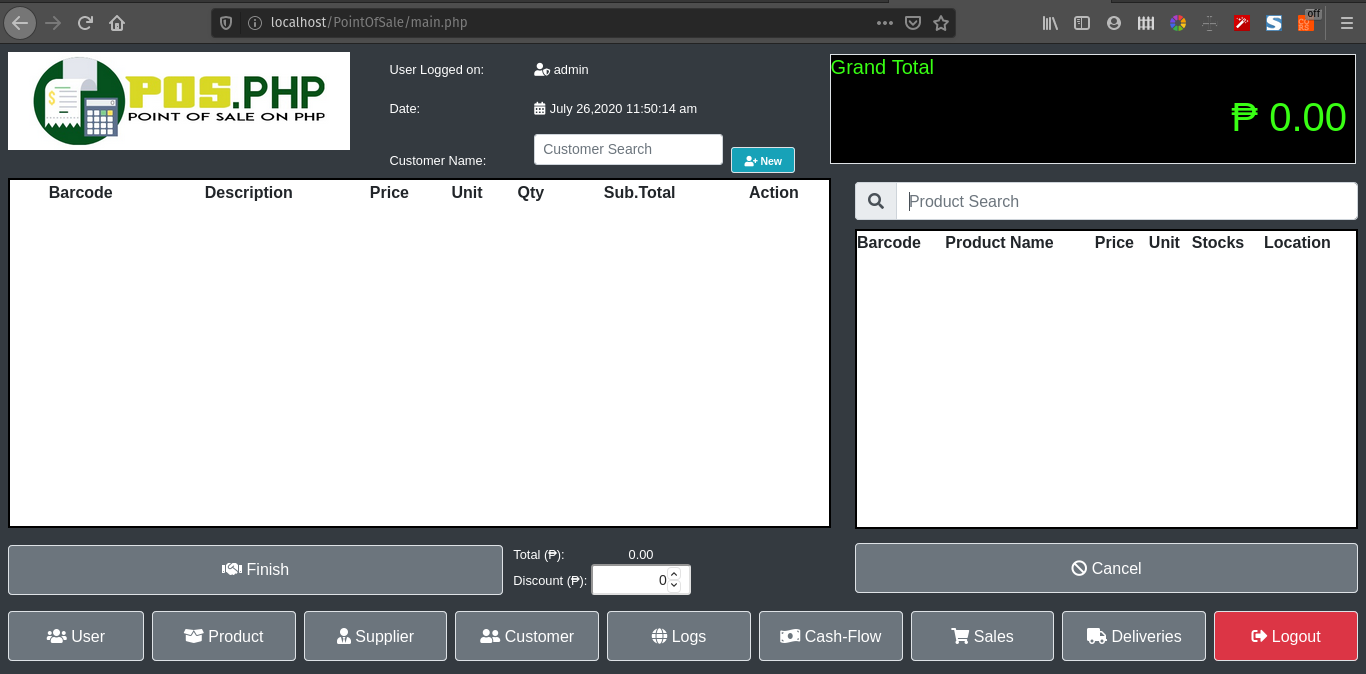 localhost/PointOfSale/main.php
off
POS.PHP
POINT OF SALE ON PHP
$
User Logged on: admin
Date: July 26,2020 11:50:14 am
Customer Name: Customer Search New
Grand Total
₱ 0.00
Barcode Description Price Unit Qty Sub.Total Action
Product Search
Barcode Product Name Price Unit Stocks Location
Finish
Total (₱): 0.00
Discount (₱): 0
Cancel
User Product Supplier Customer Logs Cash-Flow Sales Deliveries Logout